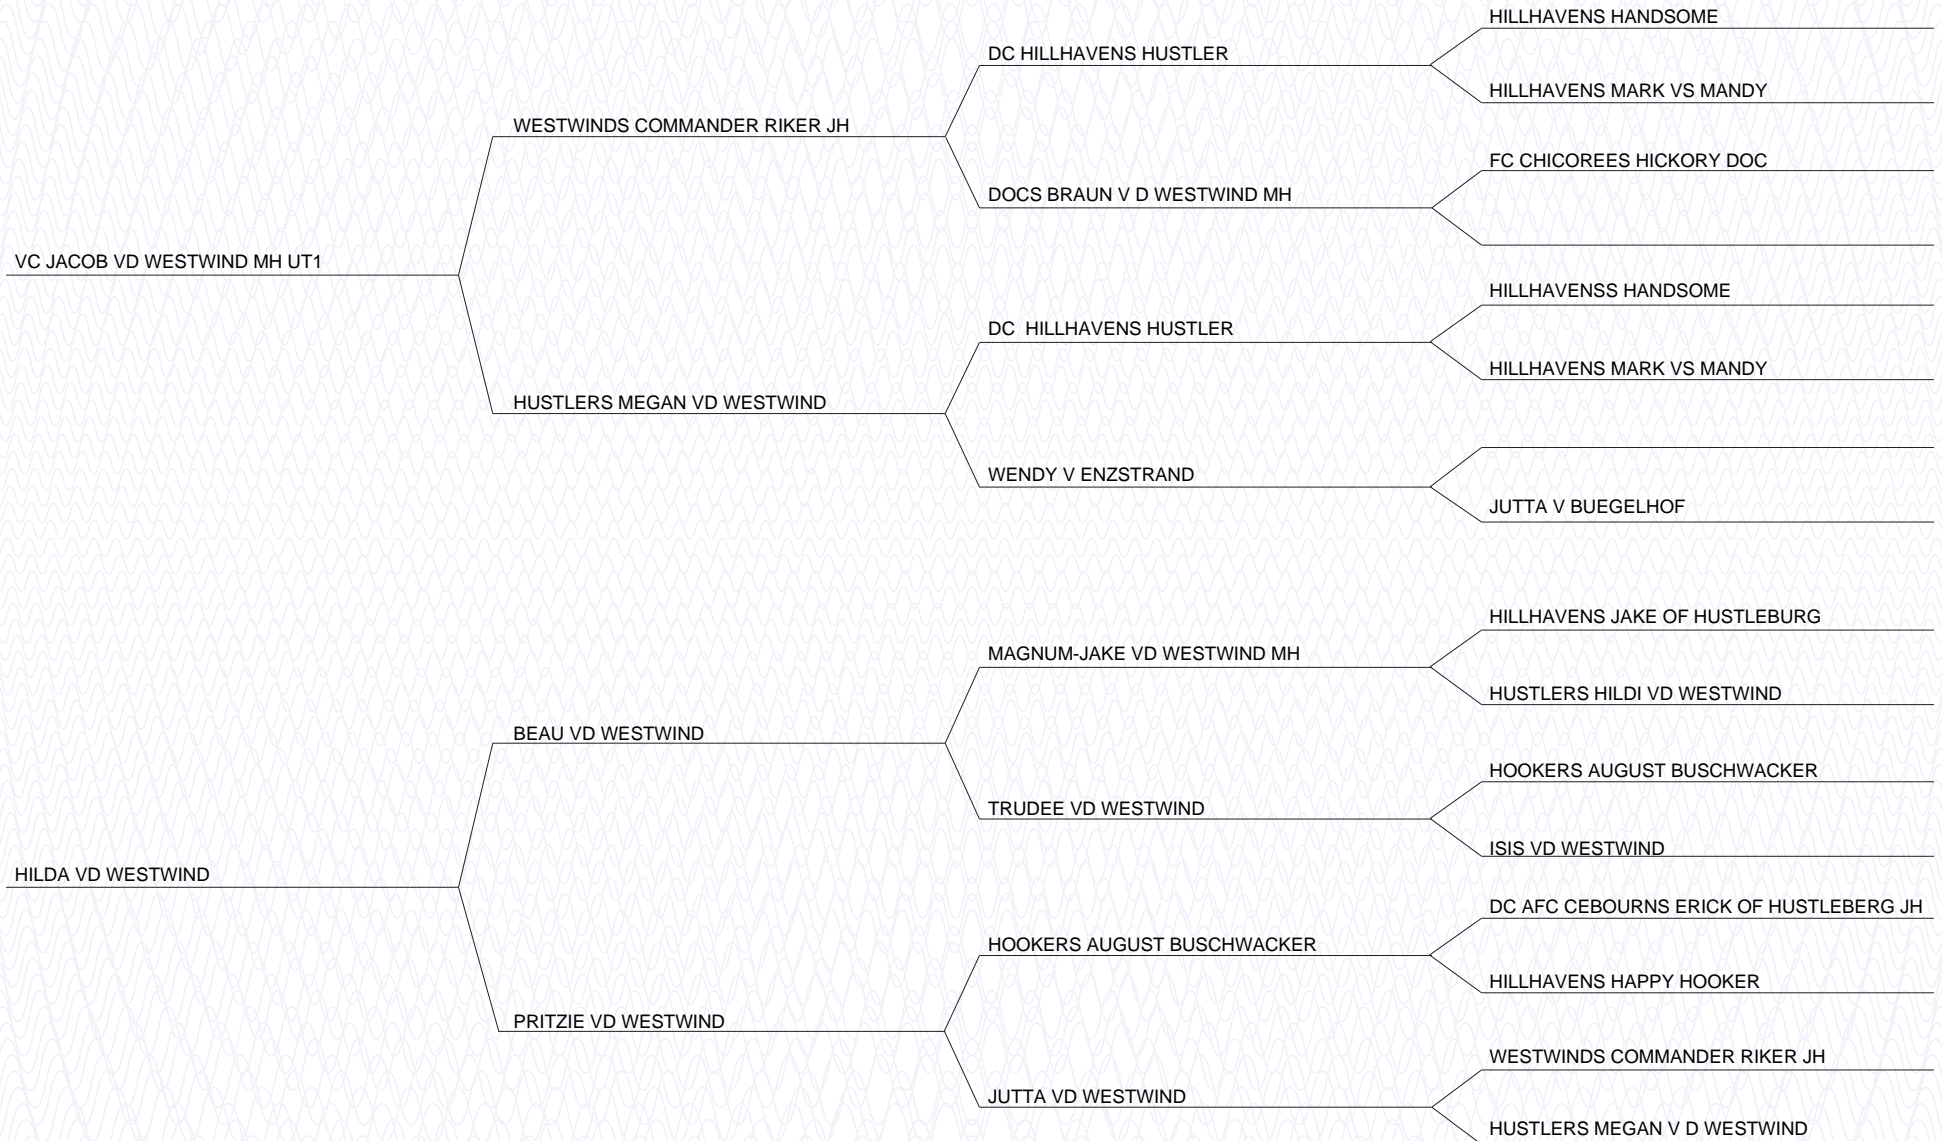 HILLHAVENS HANDSOME
DC HILLHAVENS HUSTLER
HILLHAVENS MARK VS MANDY
WESTWINDS COMMANDER RIKER JH
FC CHICOREES HICKORY DOC
DOCS BRAUN V D WESTWIND MH
VC JACOB VD WESTWIND MH UT1
HILLHAVENSS HANDSOME
DC  HILLHAVENS HUSTLER
HILLHAVENS MARK VS MANDY
HUSTLERS MEGAN VD WESTWIND
WENDY V ENZSTRAND
JUTTA V BUEGELHOF
HILLHAVENS JAKE OF HUSTLEBURG
MAGNUM-JAKE VD WESTWIND MH
HUSTLERS HILDI VD WESTWIND
BEAU VD WESTWIND
HOOKERS AUGUST BUSCHWACKER
TRUDEE VD WESTWIND
ISIS VD WESTWIND
HILDA VD WESTWIND
DC AFC CEBOURNS ERICK OF HUSTLEBERG JH
HOOKERS AUGUST BUSCHWACKER
HILLHAVENS HAPPY HOOKER
PRITZIE VD WESTWIND
WESTWINDS COMMANDER RIKER JH
JUTTA VD WESTWIND
HUSTLERS MEGAN V D WESTWIND